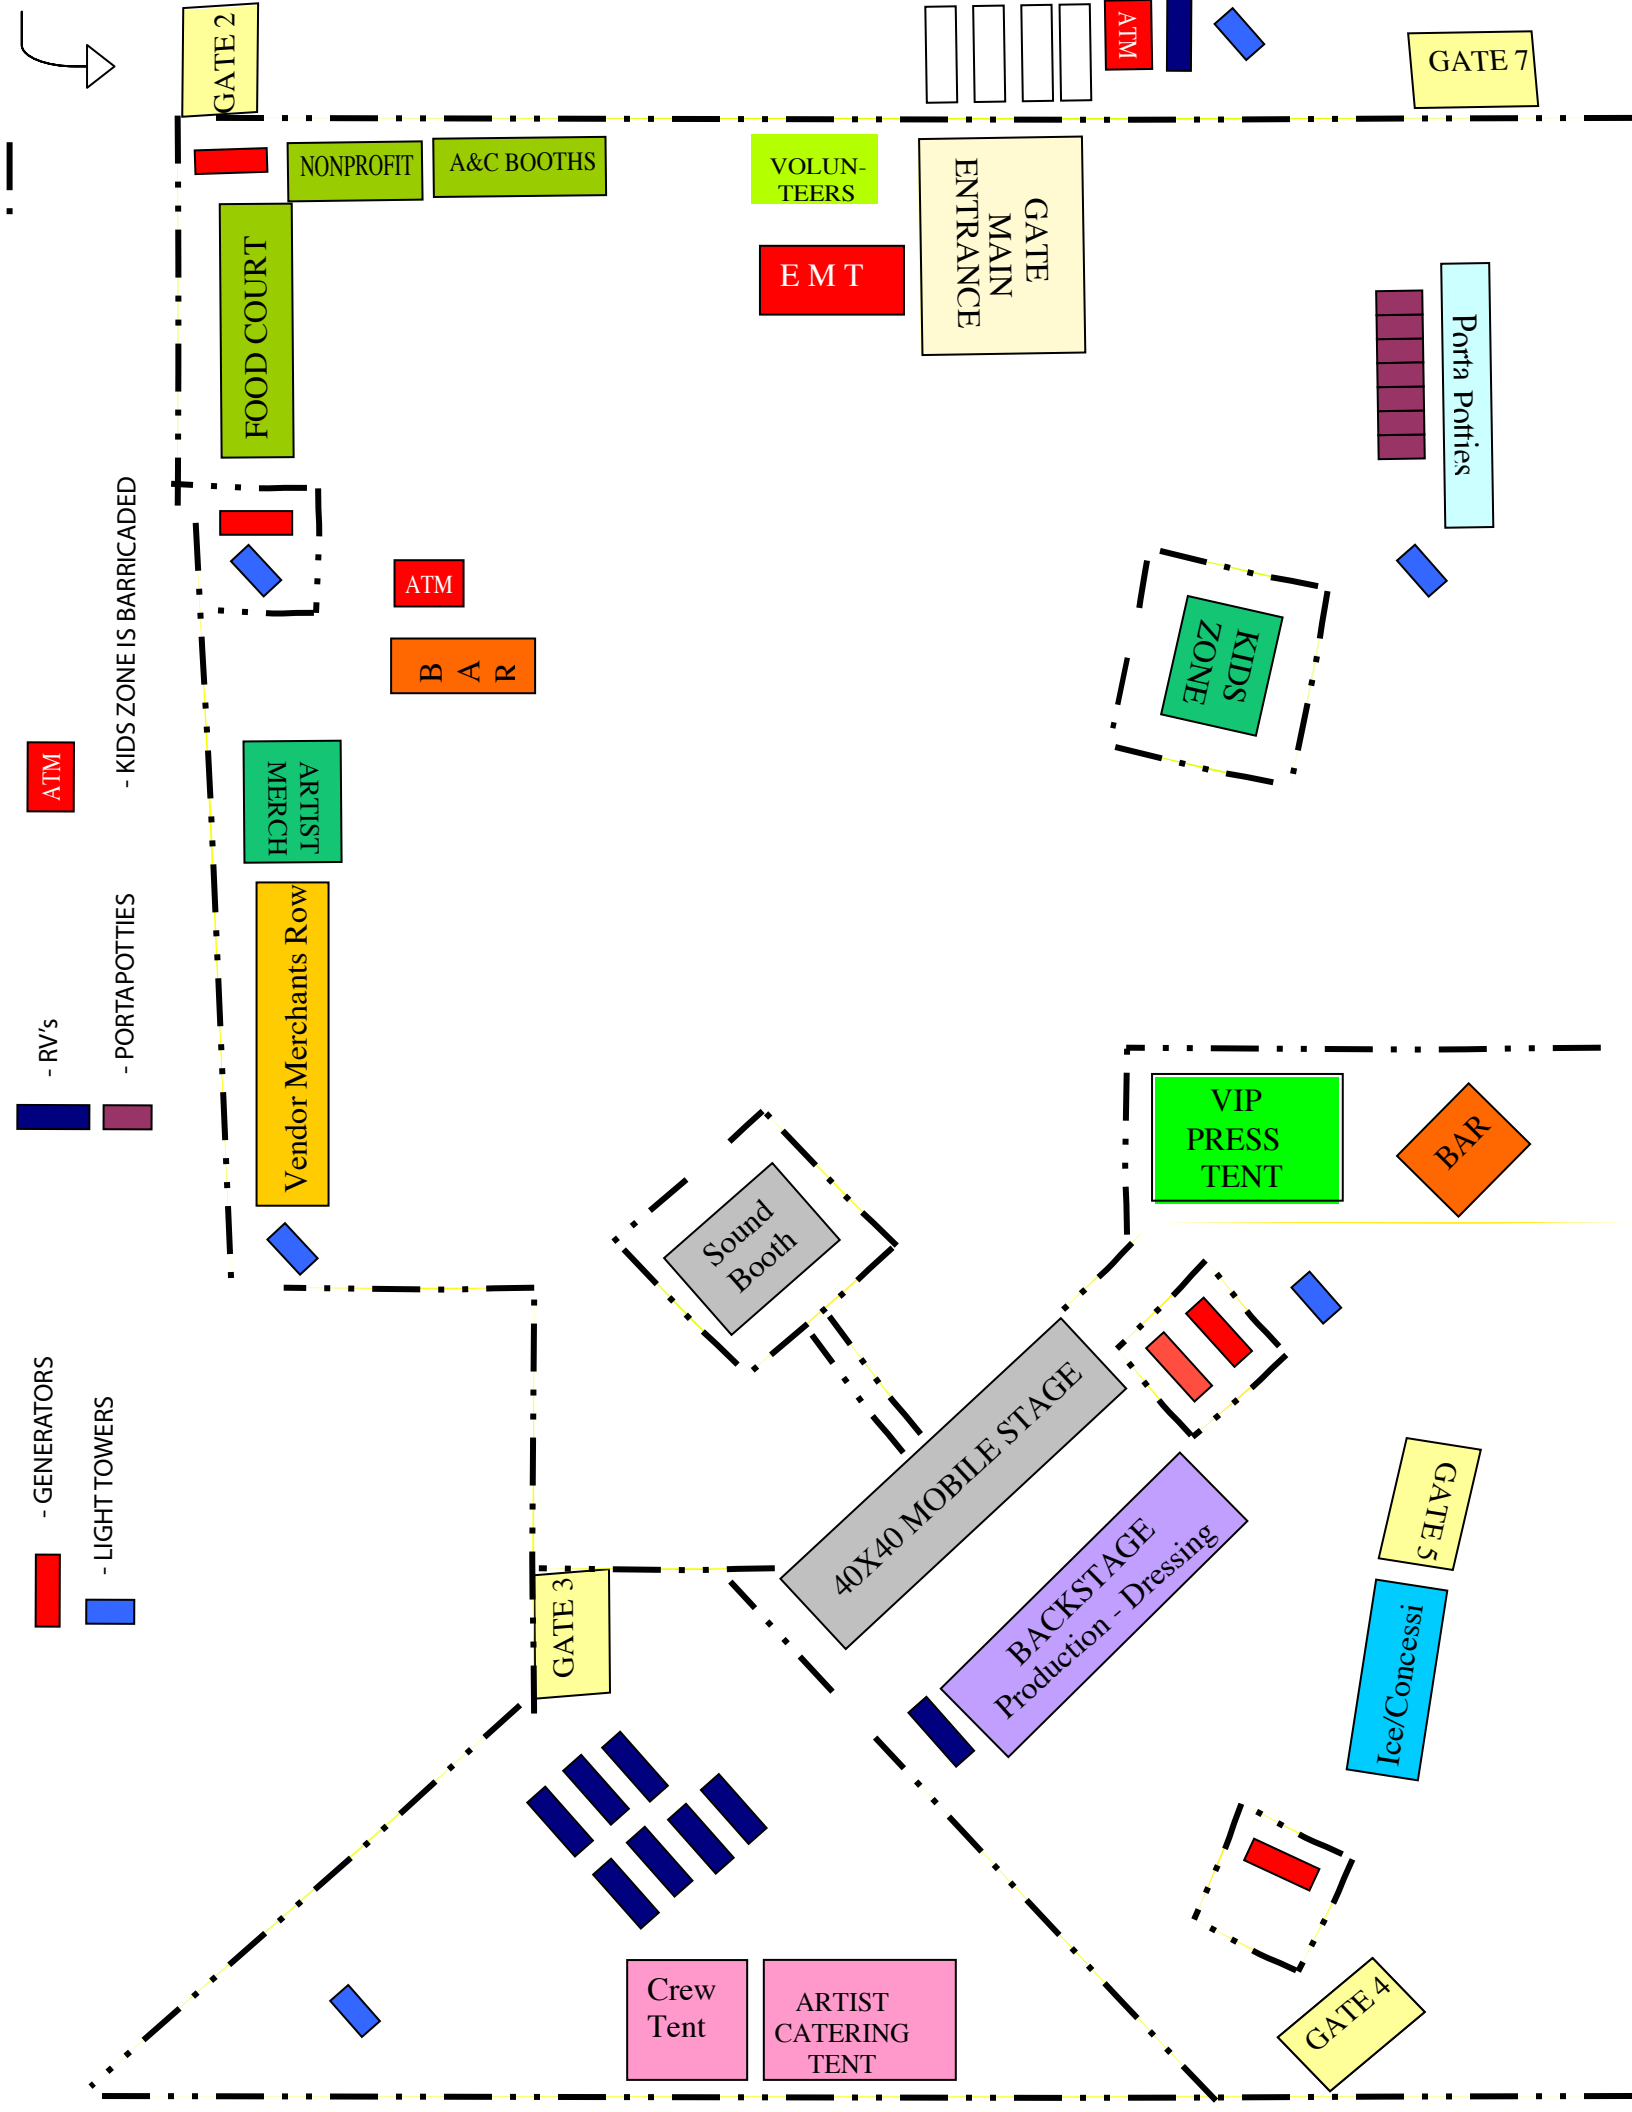 GATE 2
ATM
GATE 7
NONPROFIT
A&C BOOTHS
VOLUN-
TEERS
GATE
MAIN
ENTRANCE
E M T
FOOD COURT
Porta Potties
- KIDS ZONE IS BARRICADED
ATM
B A R
KIDS
ZONE
ATM
ARTIST
MERCH
Vendor Merchants Row
- RV's
- PORTAPOTTIES
VIP
PRESS
TENT
BAR
Sound
Booth
- GENERATORS
- LIGHT TOWERS
40X40 MOBILE STAGE
BACKSTAGE
Production - Dressing
GATE 5
GATE 3
Ice/Concessi
Crew
Tent
ARTIST
CATERING
TENT
GATE 4